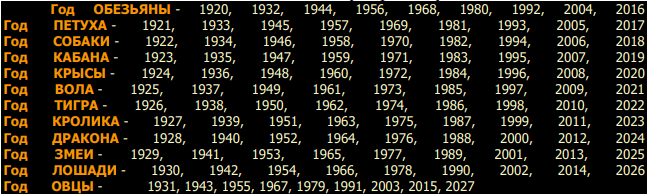 Год ОБЕЗЬЯНЫ - 1920, 1932, 1944, 1956, 1968, 1980, 1992, 2004, 2016
Год ПЕТУХА - 1921, 1933, 1945, 1957, 1969, 1981, 1993, 2005, 2017
Год СОБАКИ - 1922, 1934, 1946, 1958, 1970, 1982, 1994, 2006, 2018
Год КАБАНА - 1923, 1935, 1947, 1959, 1971, 1983, 1995, 2007, 2019
Год КРЫСЫ - 1924, 1936, 1948, 1960, 1972, 1984, 1996, 2008, 2020
Год ВОЛА - 1925, 1937, 1949, 1961, 1973, 1985, 1997, 2009, 2021
Год ТИГРА - 1926, 1938, 1950, 1962, 1974, 1986, 1998, 2010, 2022
Год КРОЛИКА - 1927, 1939, 1951, 1963, 1975, 1987, 1999, 2011, 2023
Год ДРАКОНА - 1928, 1940, 1952, 1964, 1976, 1988, 2000, 2012, 2024
Год ЗМЕИ - 1929, 1941, 1953, 1965, 1977, 1989, 2001, 2013, 2025
Год ЛОШАДИ - 1930, 1942, 1954, 1966, 1978, 1990, 2002, 2014, 2026
Год ОВЦЫ - 1931, 1943, 1955, 1967, 1979, 1991, 2003, 2015, 2027